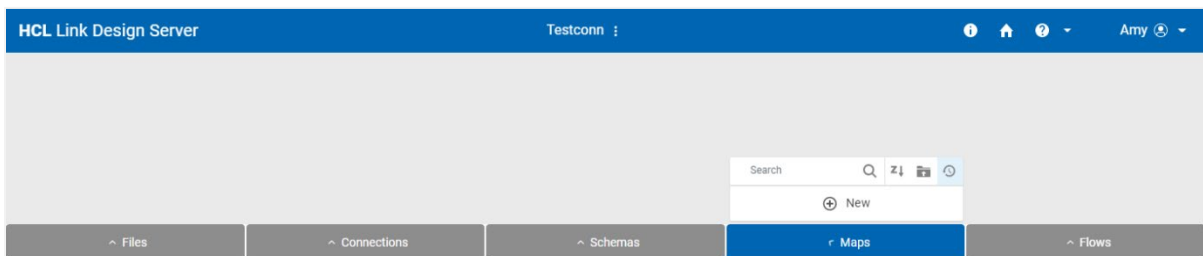 HCL Link Design Server
Testconn
Amy
Search
New
Files
Connections
Schemas
Maps
Flows